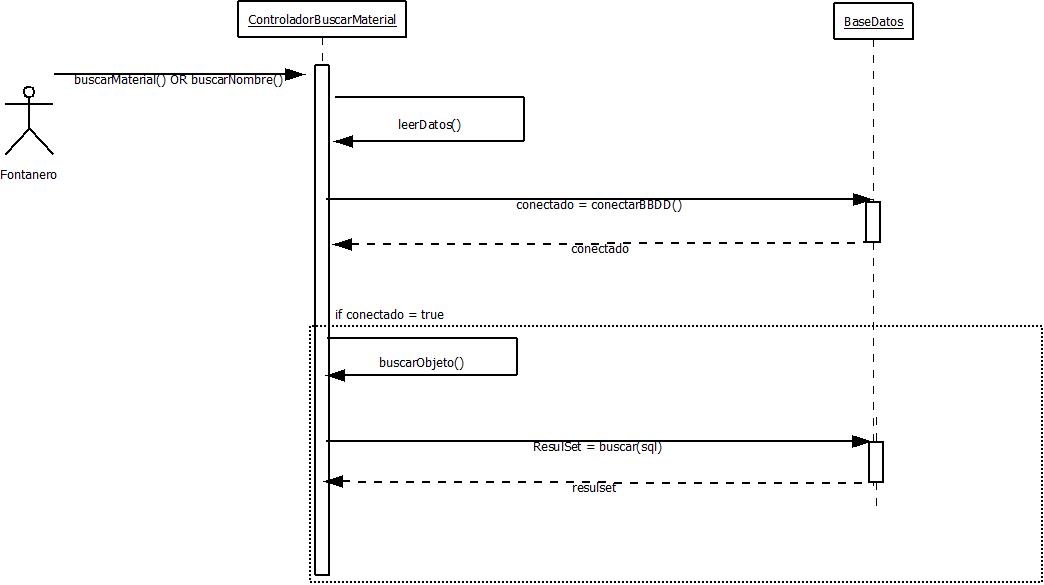 ControladorBuscarMaterial
BaseDatos
buscarMaterial() OR buscarNombre()
leerDatos()
Fontanero
conectado = conectarBBDD()
conectado
if conectado = true
buscarObjeto()
ResulSet = buscar(sql)
resulset